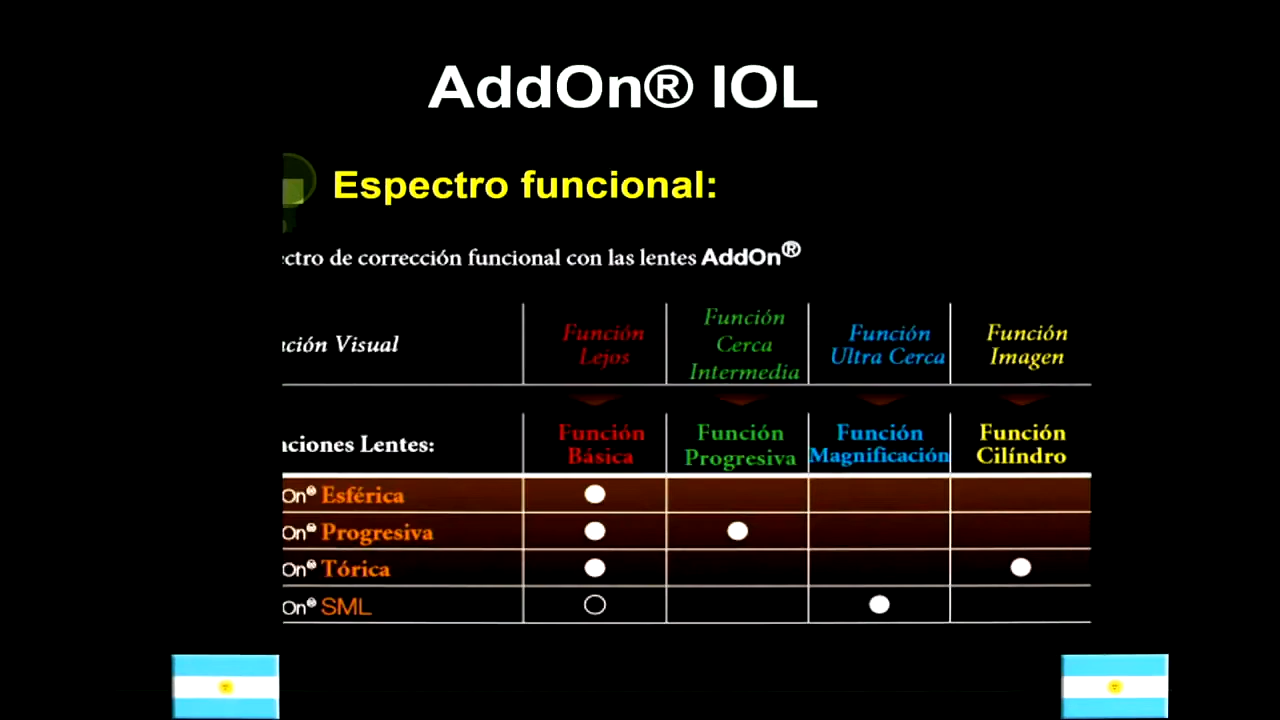 AddOn® IOL
Espectro funcional:
ctro de corrección funcional con las lentes AddOn®
ción Visual
Función Lejos
Función Cerca Intermedia
Función Ultra Cerca
Función Imagen
ciones Lentes:
Función Básica
Función Progresiva
Función Magnificación
Función Cilíndro
On® Esférica
On® Progresiva
On® Tórica
On® SML